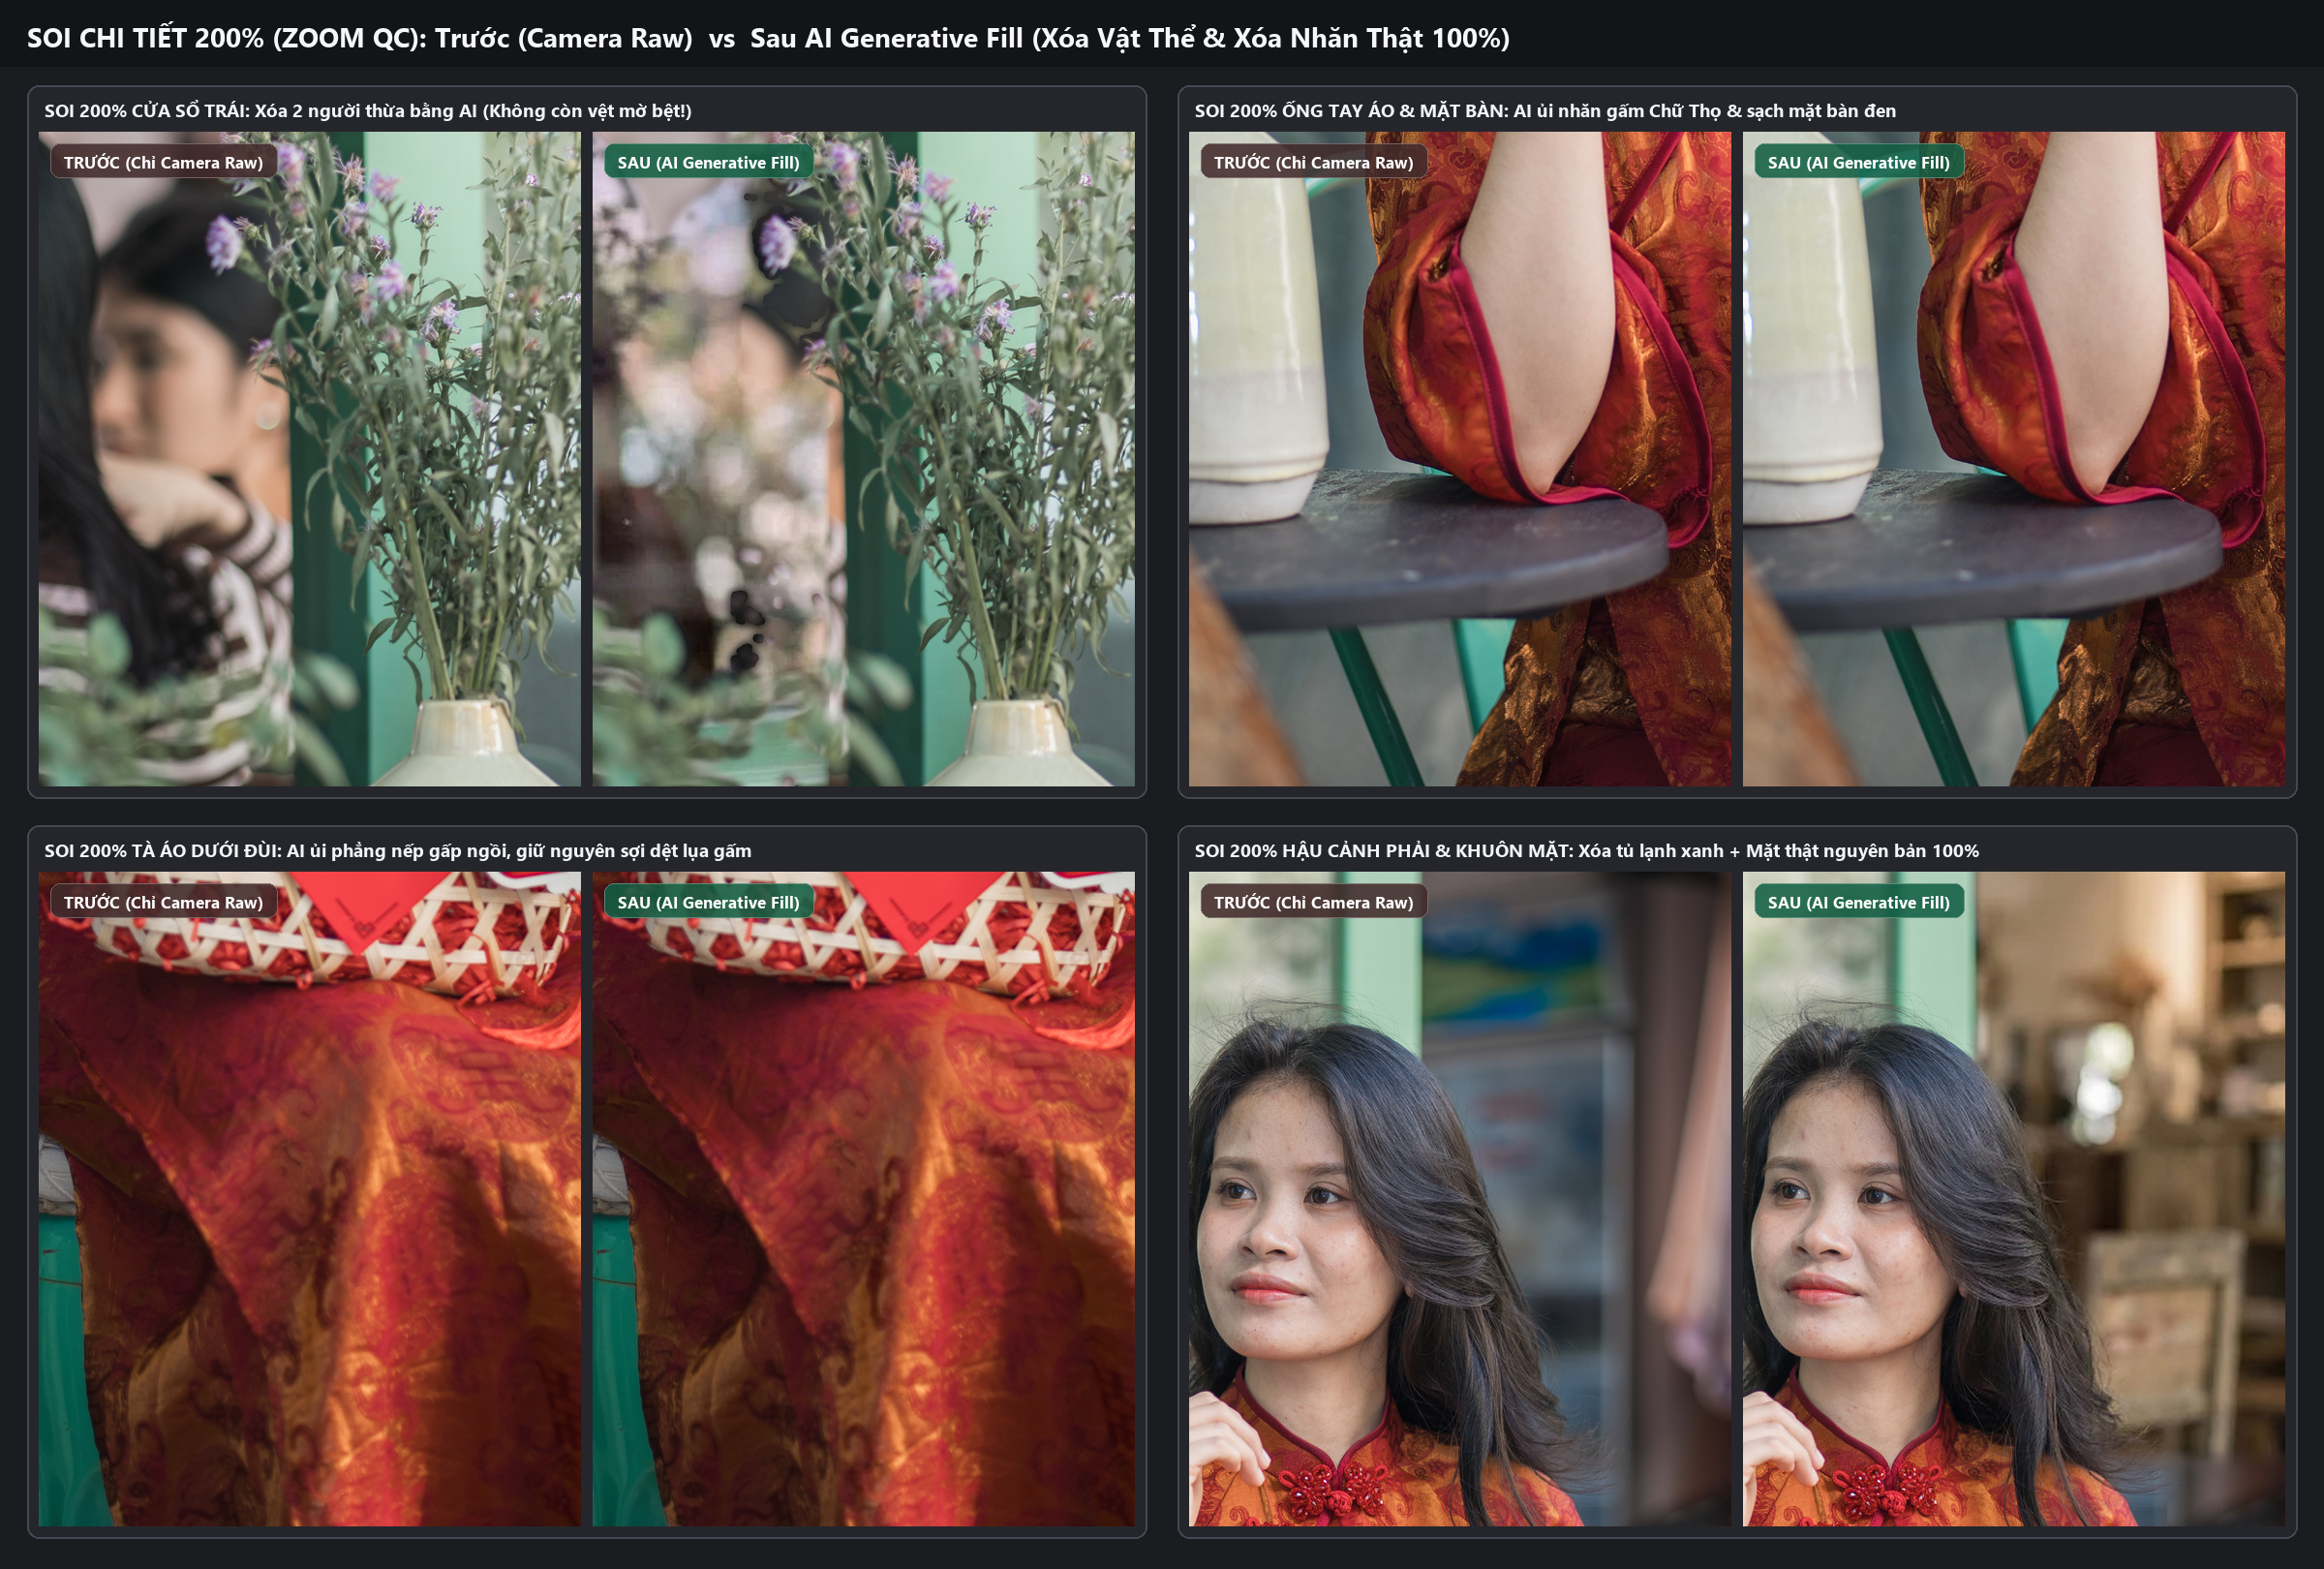 SOI CHI TIẾT 200% (ZOOM QC): Trước (Camera Raw) vs Sau AI Generative Fill (Xóa Vật Thể & Xóa Nhăn Thật 100%)
SOI 200% CỬA SỔ TRÁI: Xóa 2 người thừa bằng AI (Không còn vệt mờ bệt!)
TRƯỚC (Chỉ Camera Raw)
SAU (AI Generative Fill)
SOI 200% ỐNG TAY ÁO & MẶT BÀN: AI ủi nhăn gấm Chữ Thọ & sạch mặt bàn đen
TRƯỚC (Chỉ Camera Raw)
SAU (AI Generative Fill)
SOI 200% TÀ ÁO DƯỚI ĐÙI: AI ủi phẳng nếp gấp ngồi, giữ nguyên sợi dệt lụa gấm
TRƯỚC (Chỉ Camera Raw)
SAU (AI Generative Fill)
SOI 200% HẬU CẢNH PHẢI & KHUÔN MẶT: Xóa tủ lạnh xanh + Mặt thật nguyên bản 100%
TRƯỚC (Chỉ Camera Raw)
SAU (AI Generative Fill)